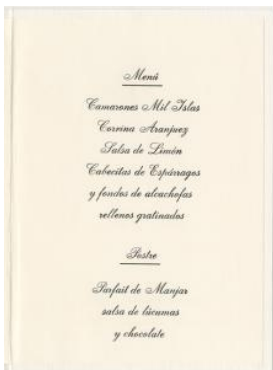 Menú
Camarones Mil Islas
Corvina Aranjuez
Salsa de Limón
Cabecitas de Espárragos
y fondos de alcachofas
rellenos gratinados
Postre
Parfait de Manjar
salsa de lúcumas
y chocolate